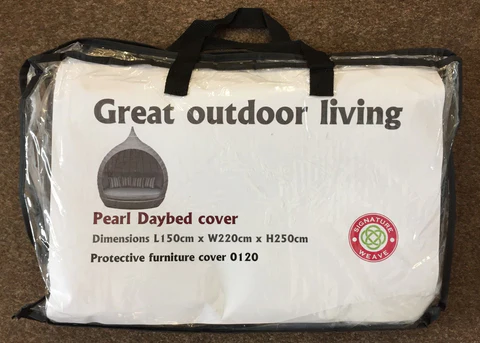 Great outdoor living
Pearl Daybed cover
Dimensions L150cm x W220cm x H250cm
Protective furniture cover 0120
SIGNATURE
WEAVE